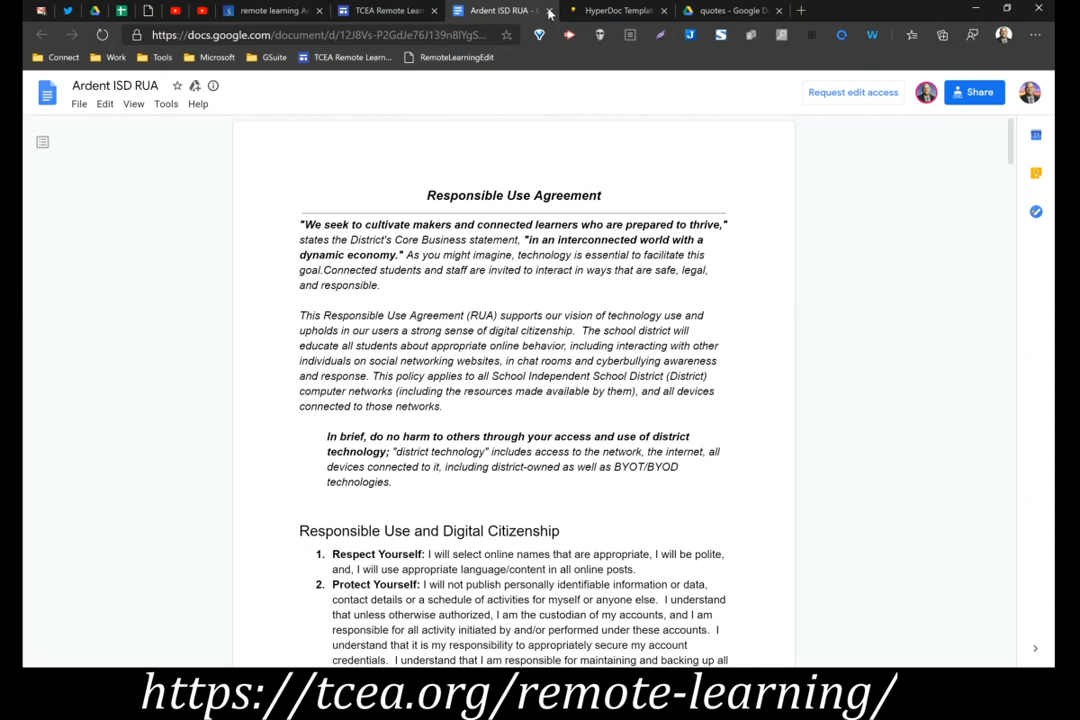 remote learning Ar
TCEA Remote Learn
Ardent ISD RUA -
HyperDoc Template
quotes - Google D
https://docs.google.com/document/d/12J8Vs-P2GdJe76J139n8IYgS...
Connect
Work
Tools
Microsoft
GSuite
TCEA Remote Learn...
RemoteLearningEdit
Ardent ISD RUA
File Edit View Tools Help
Request edit access
Share
Responsible Use Agreement
"We seek to cultivate makers and connected learners who are prepared to thrive,"
states the District's Core Business statement, "in an interconnected world with a
dynamic economy." As you might imagine, technology is essential to facilitate this
goal.Connected students and staff are invited to interact in ways that are safe, legal,
and responsible.
This Responsible Use Agreement (RUA) supports our vision of technology use and
upholds in our users a strong sense of digital citizenship. The school district will
educate all students about appropriate online behavior, including interacting with other
individuals on social networking websites, in chat rooms and cyberbullying awareness
and response. This policy applies to all School Independent School District (District)
computer networks (including the resources made available by them), and all devices
connected to those networks.
In brief, do no harm to others through your access and use of district
technology; "district technology" includes access to the network, the internet, all
devices connected to it, including district-owned as well as BYOT/BYOD
technologies.
Responsible Use and Digital Citizenship
1. Respect Yourself: I will select online names that are appropriate, I will be polite,
and, I will use appropriate language/content in all online posts.
2. Protect Yourself: I will not publish personally identifiable information or data,
contact details or a schedule of activities for myself or anyone else. I understand
that unless otherwise authorized, I am the custodian of my accounts, and I am
responsible for all activity initiated by and/or performed under these accounts. I
understand that it is my responsibility to appropriately secure my account
credentials. I understand that I am responsible for maintaining and backing up all
https://tcea.org/remote-learning/